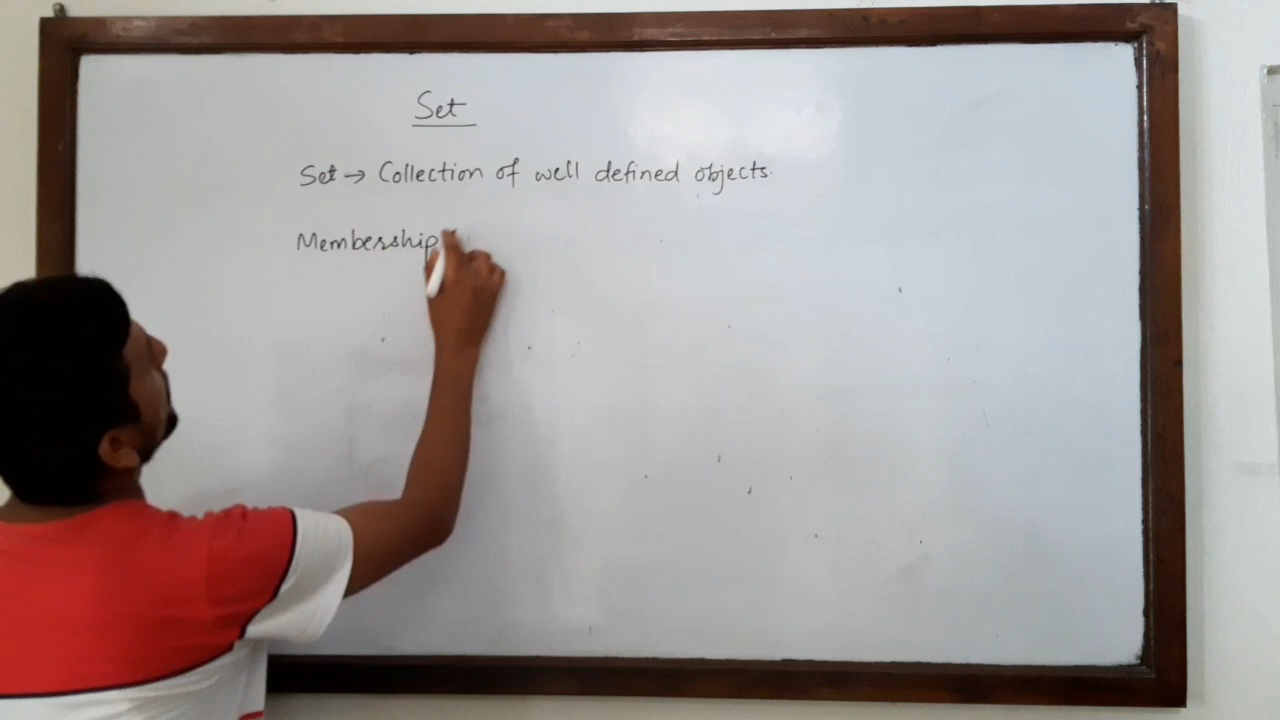 Set
Set → Collection of well defined objects.
Membership